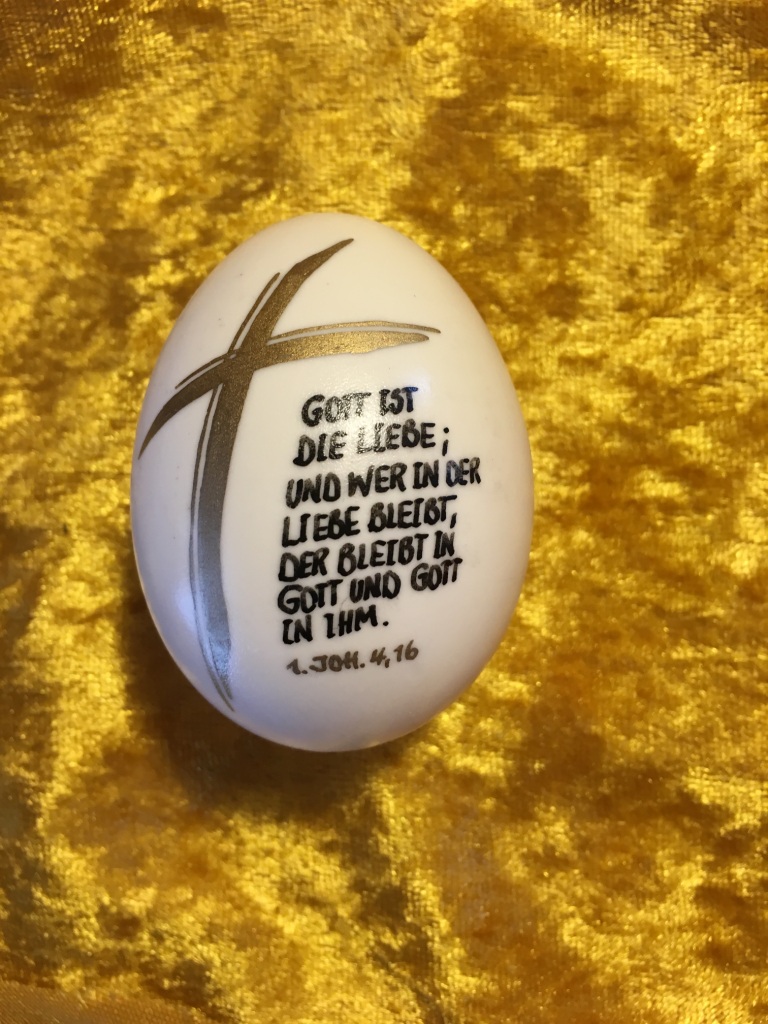 GOTT IST
DIE LIEBE;
UND WER IN DER
LIEBE BLEIBT,
DER BLEIBT IN
GOTT UND GOTT
IN IHM.
1. JOH. 4,16